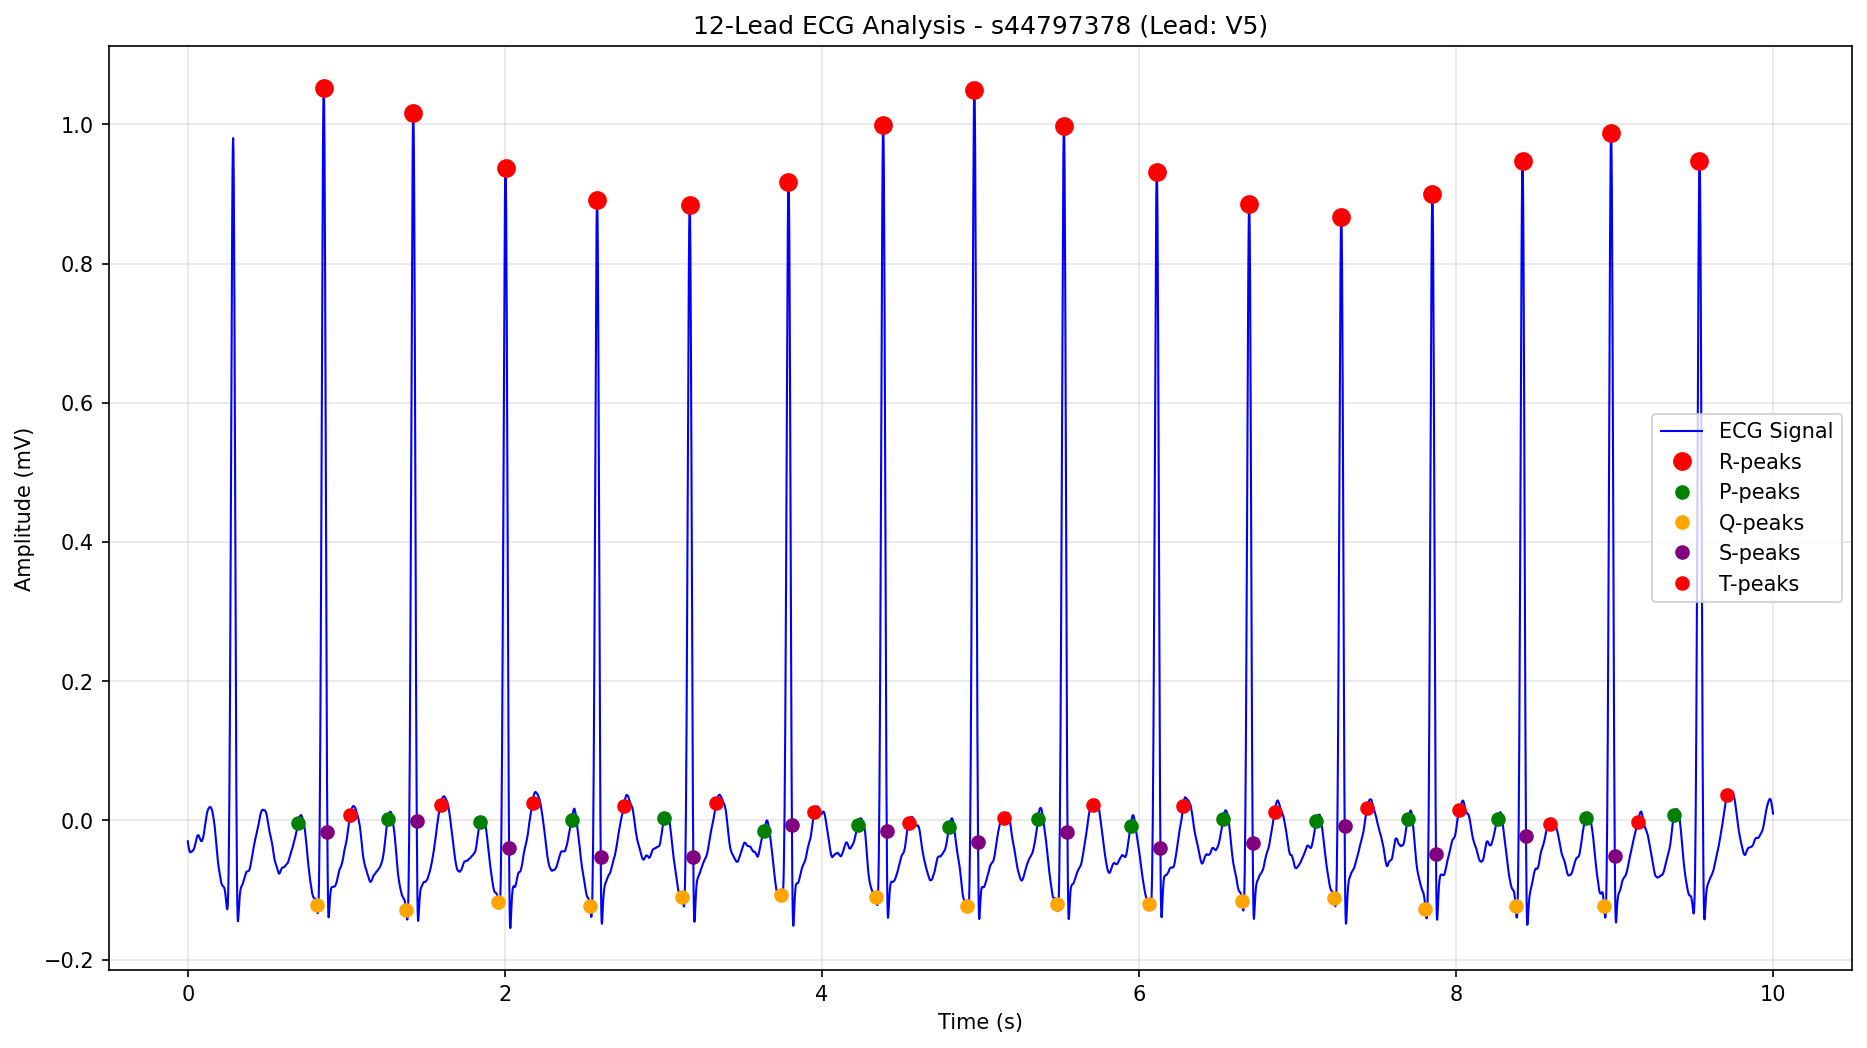 12-Lead ECG Analysis - s44797378 (Lead: V5)
Amplitude (mV)
1.0
0.8
0.6
0.4
0.2
0.0
−0.2
ECG Signal
R-peaks
P-peaks
Q-peaks
S-peaks
T-peaks
0 2 4 6 8 10
Time (s)